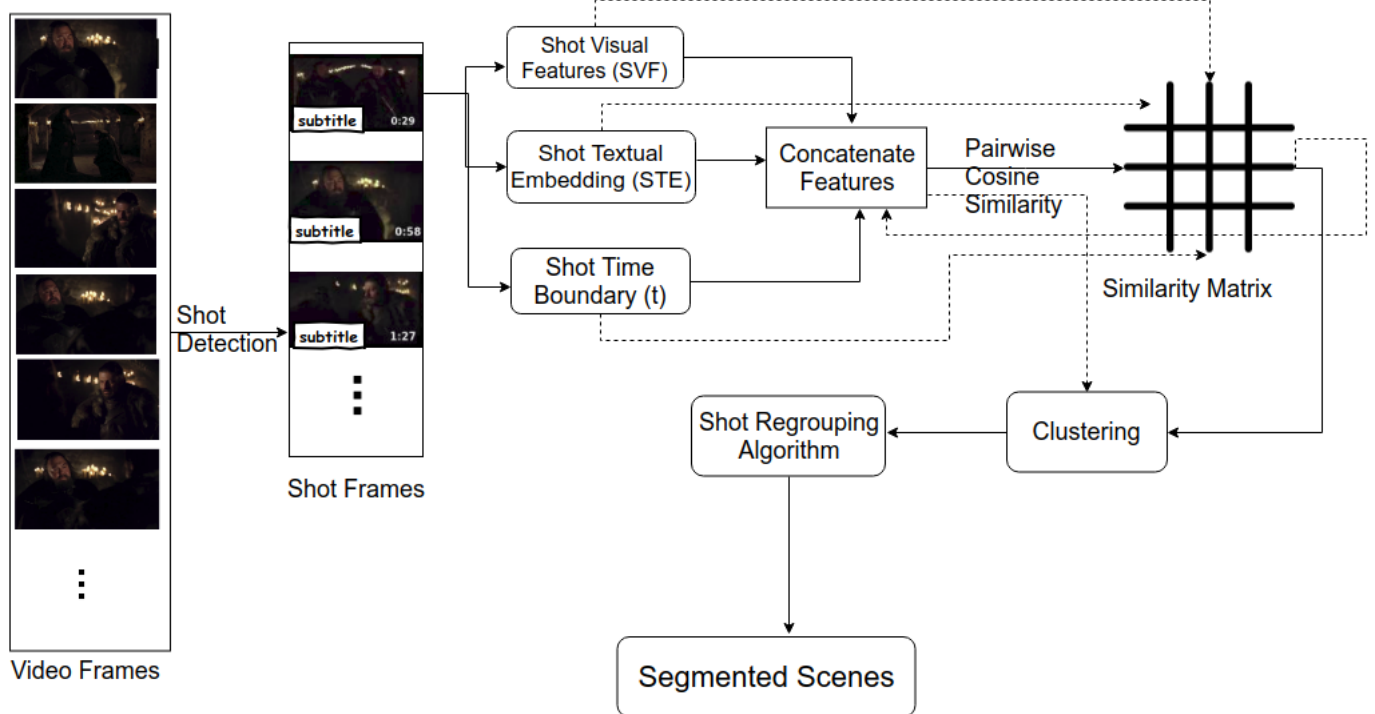 Video Frames
Shot
Detection
subtitle
0:29
subtitle
0:58
subtitle
1:27
Shot Frames
Shot Visual
Features (SVF)
Shot Textual
Embedding (STE)
Shot Time
Boundary (t)
Concatenate
Features
Pairwise
Cosine
Similarity
Similarity Matrix
Clustering
Shot Regrouping
Algorithm
Segmented Scenes